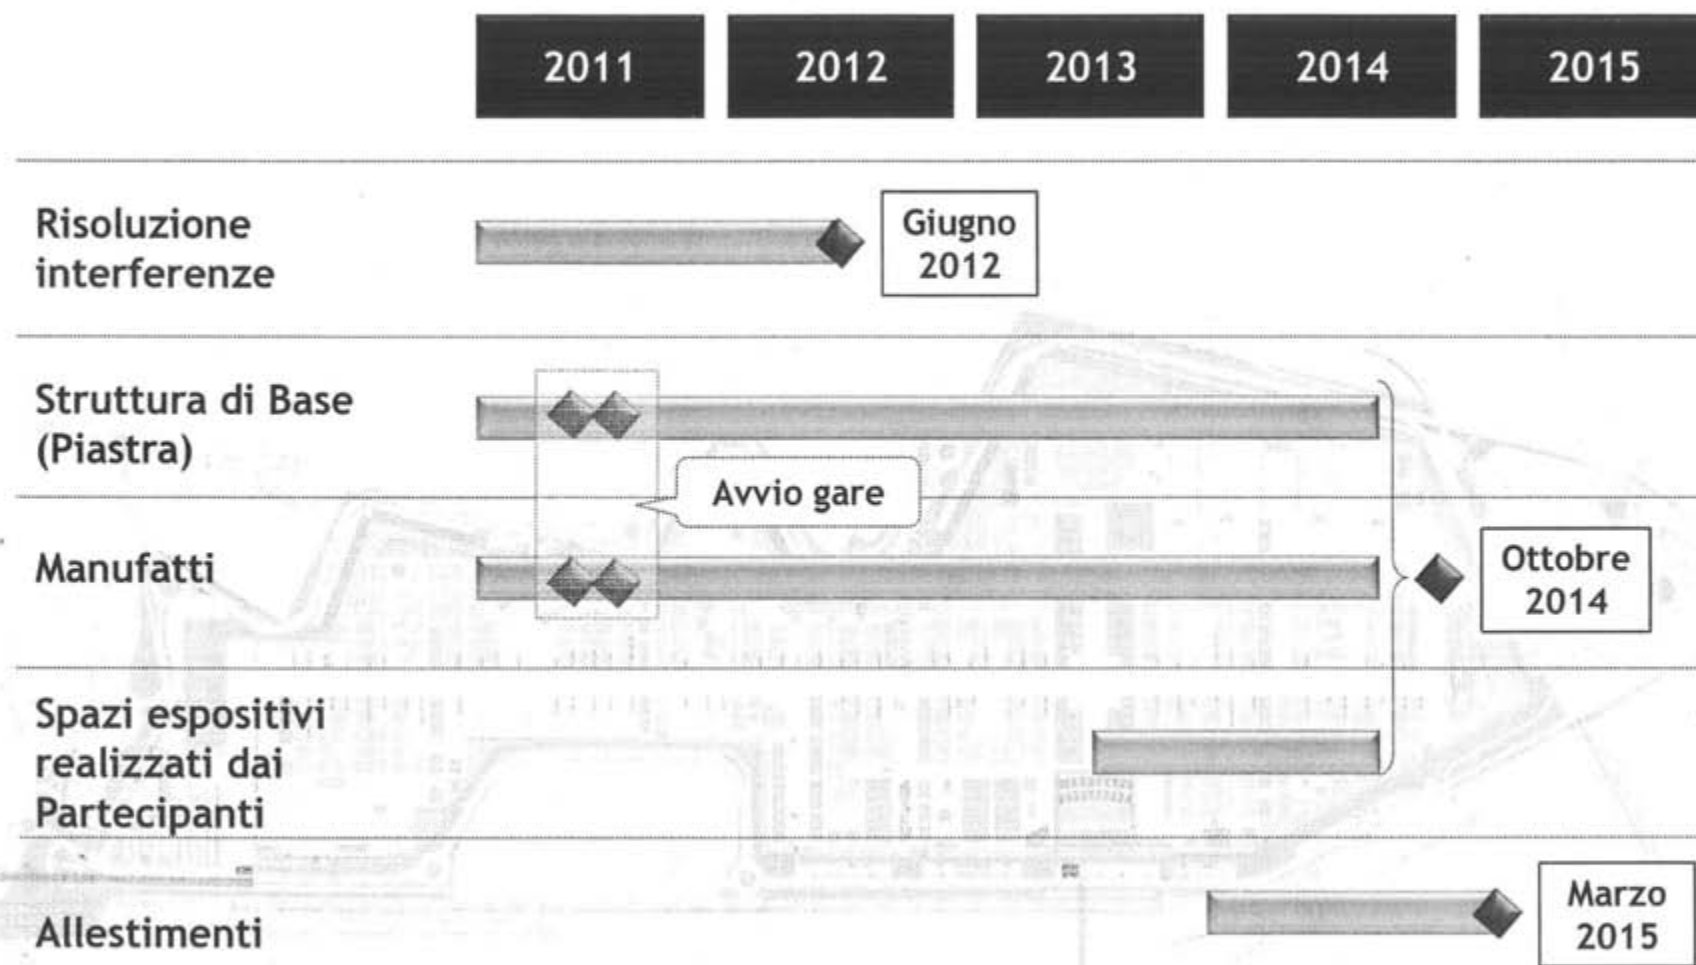 2011 2012 2013 2014 2015
Risoluzione
interferenze
Giugno
2012
Struttura di Base
(Piastra)
Avvio gare
Manufatti
Ottobre
2014
Spazi espositivi
realizzati dai
Partecipanti
Allestimenti
Marzo
2015